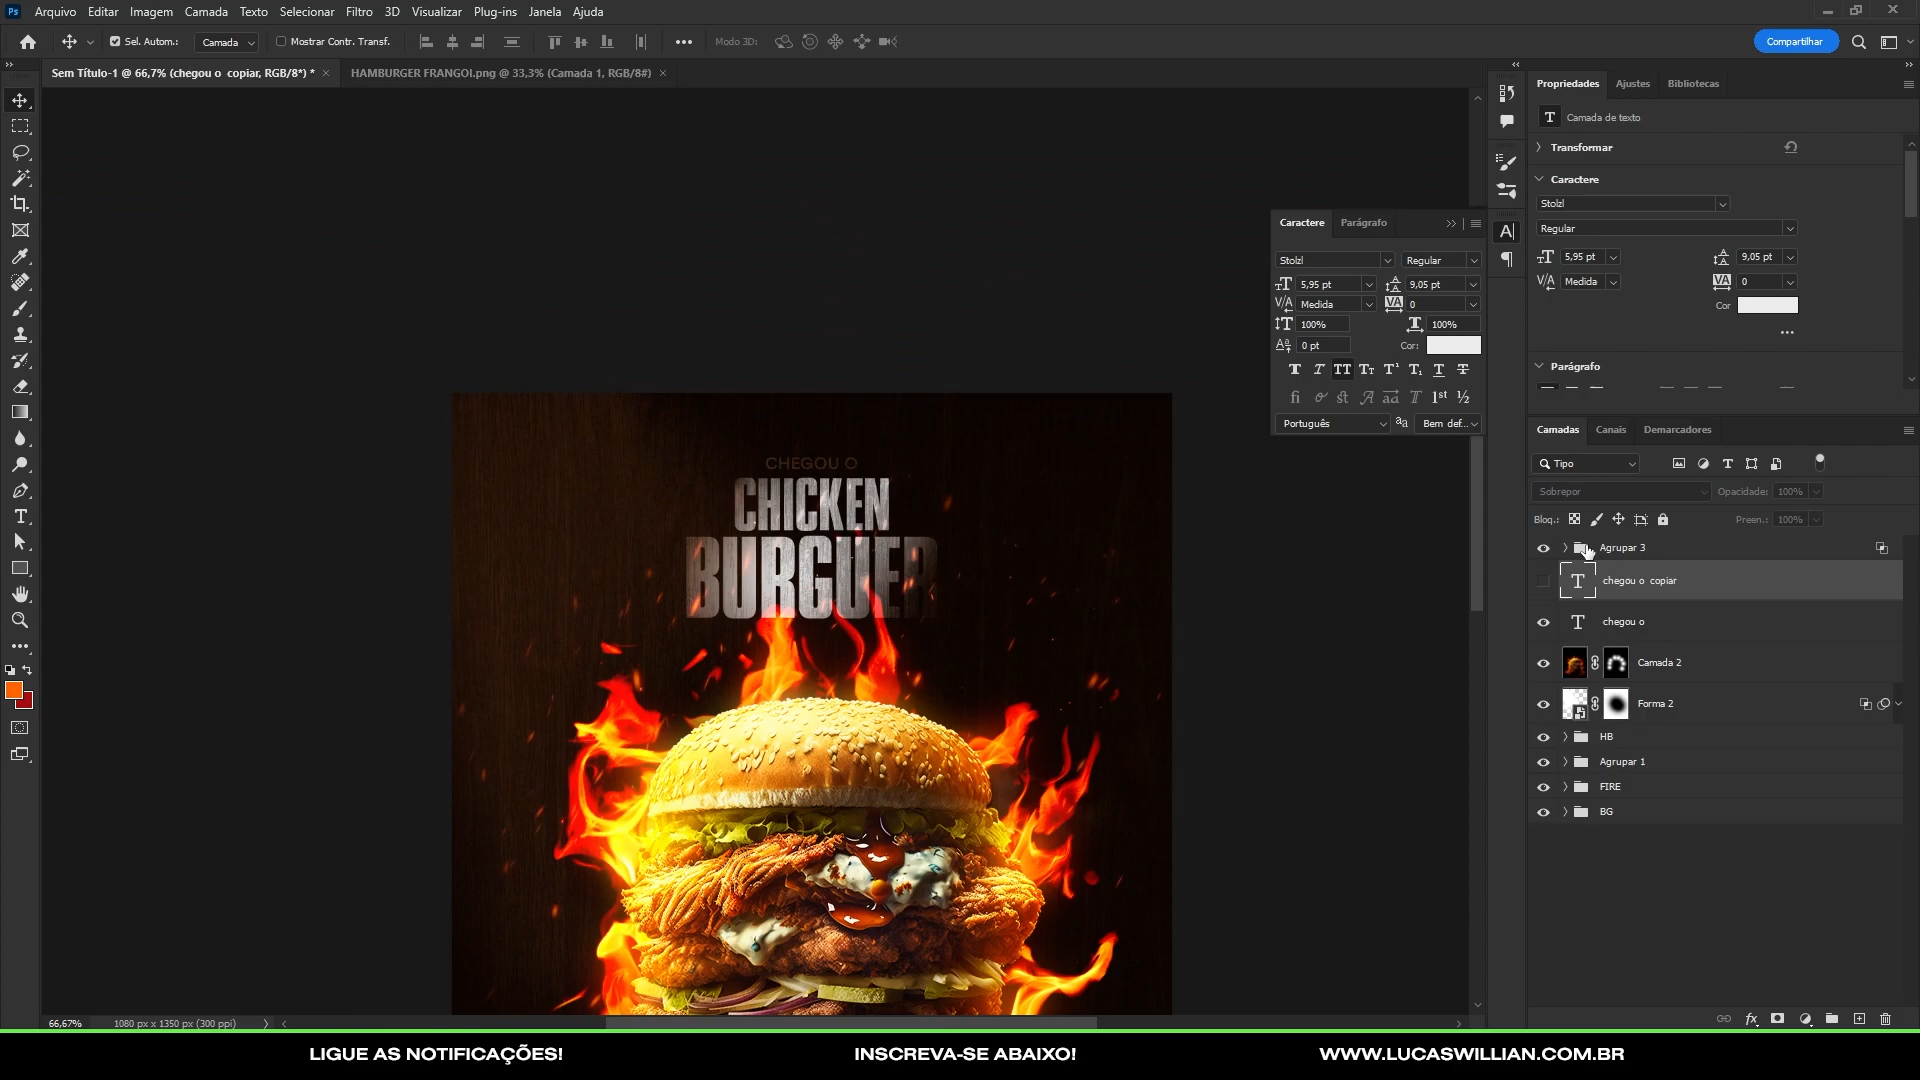 Ps Arquivo Editar Imagem Camada Texto Selecionar Filtro 3D Visualizar Plug-ins Janela Ajuda
Sel. Autom.: Camada Mostrar Contr. Transf. Modo 3D: Compartilhar
Sem Título-1 @ 66,7% (chegou o copiar, RGB/8*) * HAMBURGER FRANGOI.png @ 33,3% (Camada 1, RGB/8#)
Propriedades Ajustes Bibliotecas
T Camada de texto
Transformar
Caractere
Stolzl
Regular
5,95 pt 9,05 pt
Medida 0
Cor
Parágrafo
Caractere Parágrafo
Stolzl Regular
5,95 pt 9,05 pt
Medida 0
100% 100%
0 pt Cor:
Português aa Bem def...
CHEGOU O
CHICKEN
BURGUER
Camadas Canais Demarcadores
Tipo
Sobrepor Opacidade: 100%
Bloq.: Preen.: 100%
Agrupar 3
T chegou o copiar
T chegou o
Camada 2
Forma 2
HB
Agrupar 1
FIRE
BG
66,67% 1080 px x 1350 px (300 ppi)
LIGUE AS NOTIFICAÇÕES! INSCREVA-SE ABAIXO! WWW.LUCASWILLIAN.COM.BR